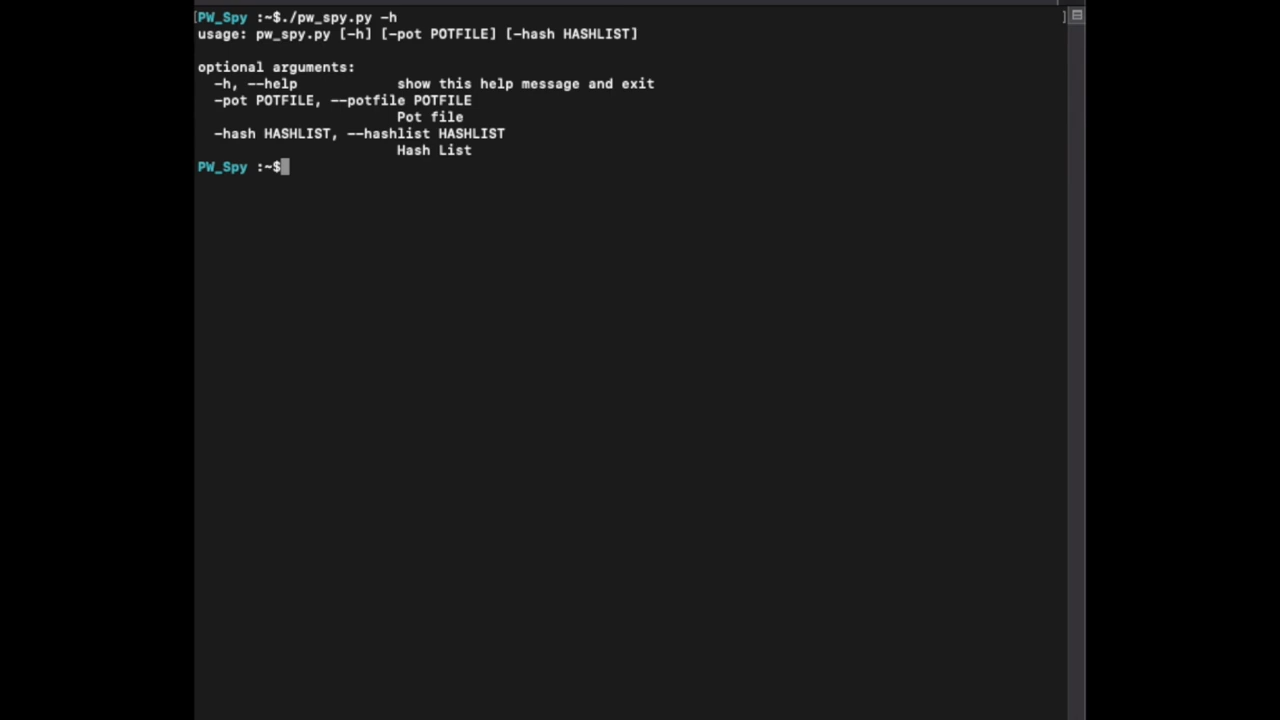 [PW_Spy :~$./pw_spy.py -h ]
usage: pw_spy.py [-h] [-pot POTFILE] [-hash HASHLIST]
optional arguments:
-h, --help show this help message and exit
-pot POTFILE, --potfile POTFILE
Pot file
-hash HASHLIST, --hashlist HASHLIST
Hash List
PW_Spy :~$